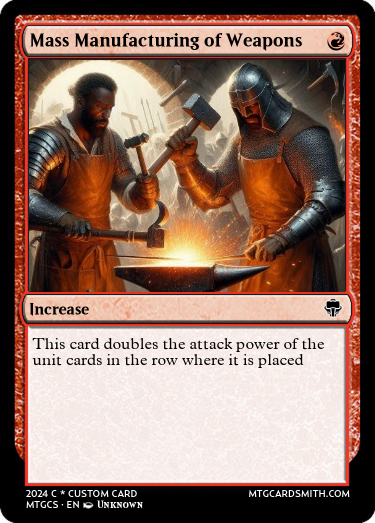 Mass Manufacturing of Weapons
Increase
This card doubles the attack power of the
unit cards in the row where it is placed
2024 C * CUSTOM CARD
MTGCARDSMITH.COM
MTGCS · EN Unknown